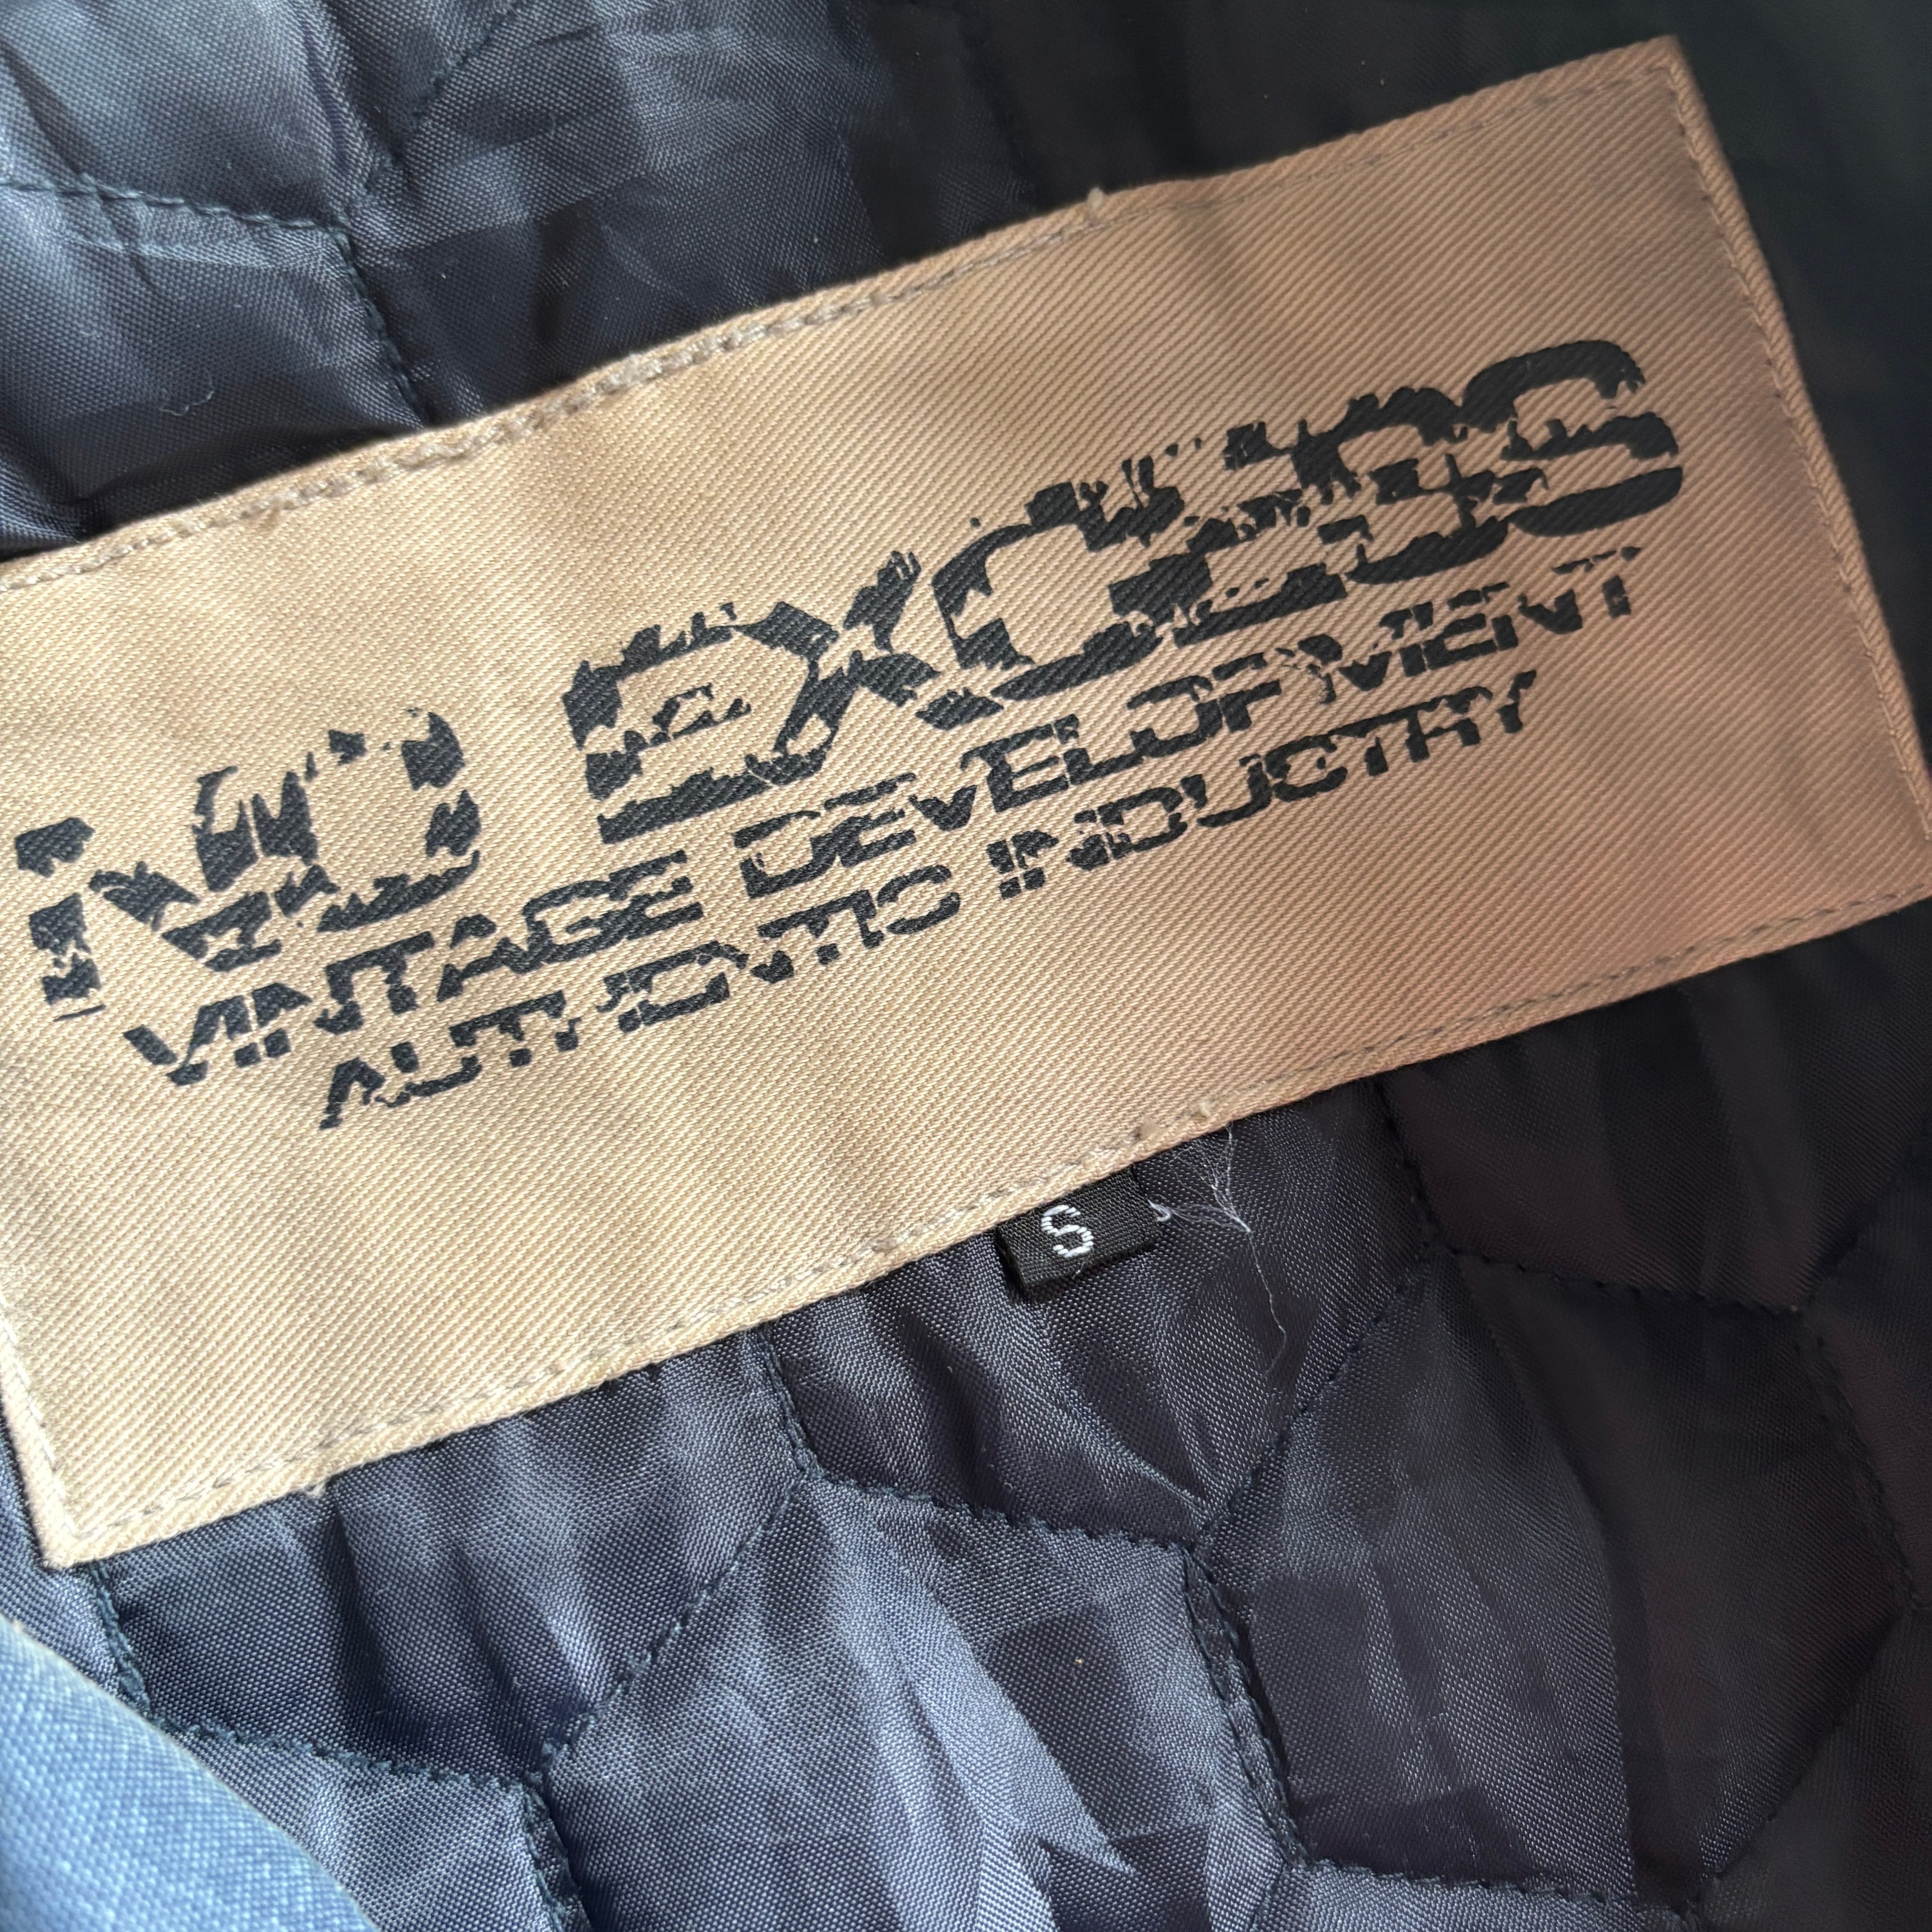 NO EXCESS
VINTAGE DEVELOPMENT
AUTHENTIC INDUSTRY
S